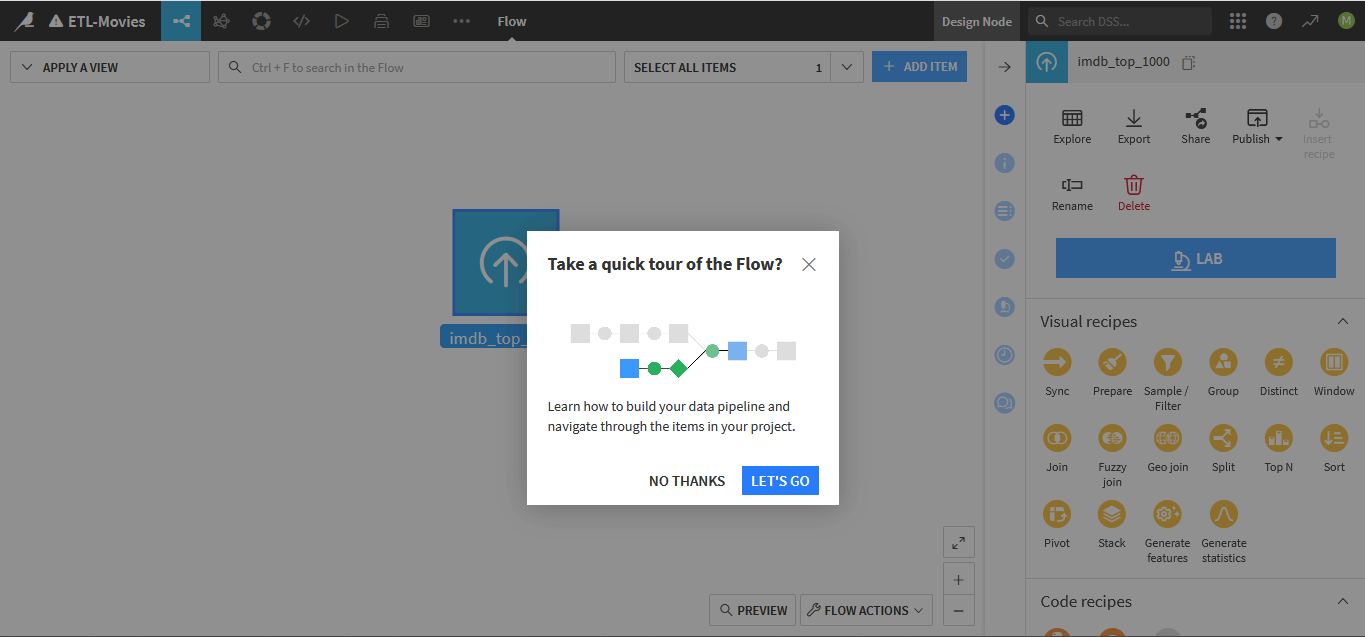 ETL-Movies
Flow
Design Node
Search DSS...
M
APPLY A VIEW
Ctrl + F to search in the Flow
SELECT ALL ITEMS 1
ADD ITEM
imdb_top_1000
Explore
Export
Share
Publish
Insert
recipe
Rename
Delete
LAB
imdb_top_
Take a quick tour of the Flow?
Learn how to build your data pipeline and
navigate through the items in your project.
NO THANKS
LET'S GO
Visual recipes
Sync
Prepare
Sample /
Filter
Group
Distinct
Window
Join
Fuzzy
join
Geo join
Split
Top N
Sort
Pivot
Stack
Generate
features
Generate
statistics
Code recipes
PREVIEW
FLOW ACTIONS